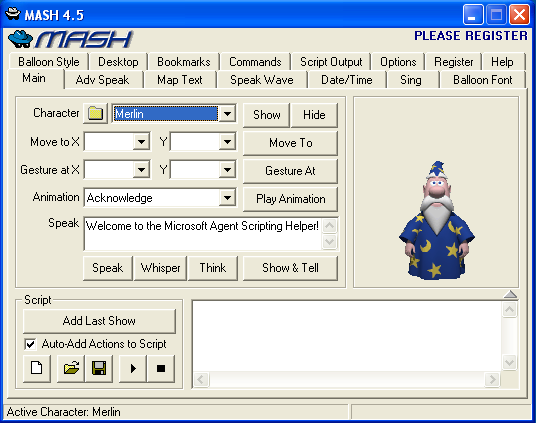 MASH 4.5
MASH
PLEASE REGISTER
Balloon Style Desktop Bookmarks Commands Script Output Options Register Help
Main Adv Speak Map Text Speak Wave Date/Time Sing Balloon Font
Character Merlin Show Hide
Move to X Y Move To
Gesture at X Y Gesture At
Animation Acknowledge Play Animation
Speak Welcome to the Microsoft Agent Scripting Helper!
Speak Whisper Think Show & Tell
Script
Add Last Show
Auto-Add Actions to Script
Active Character: Merlin